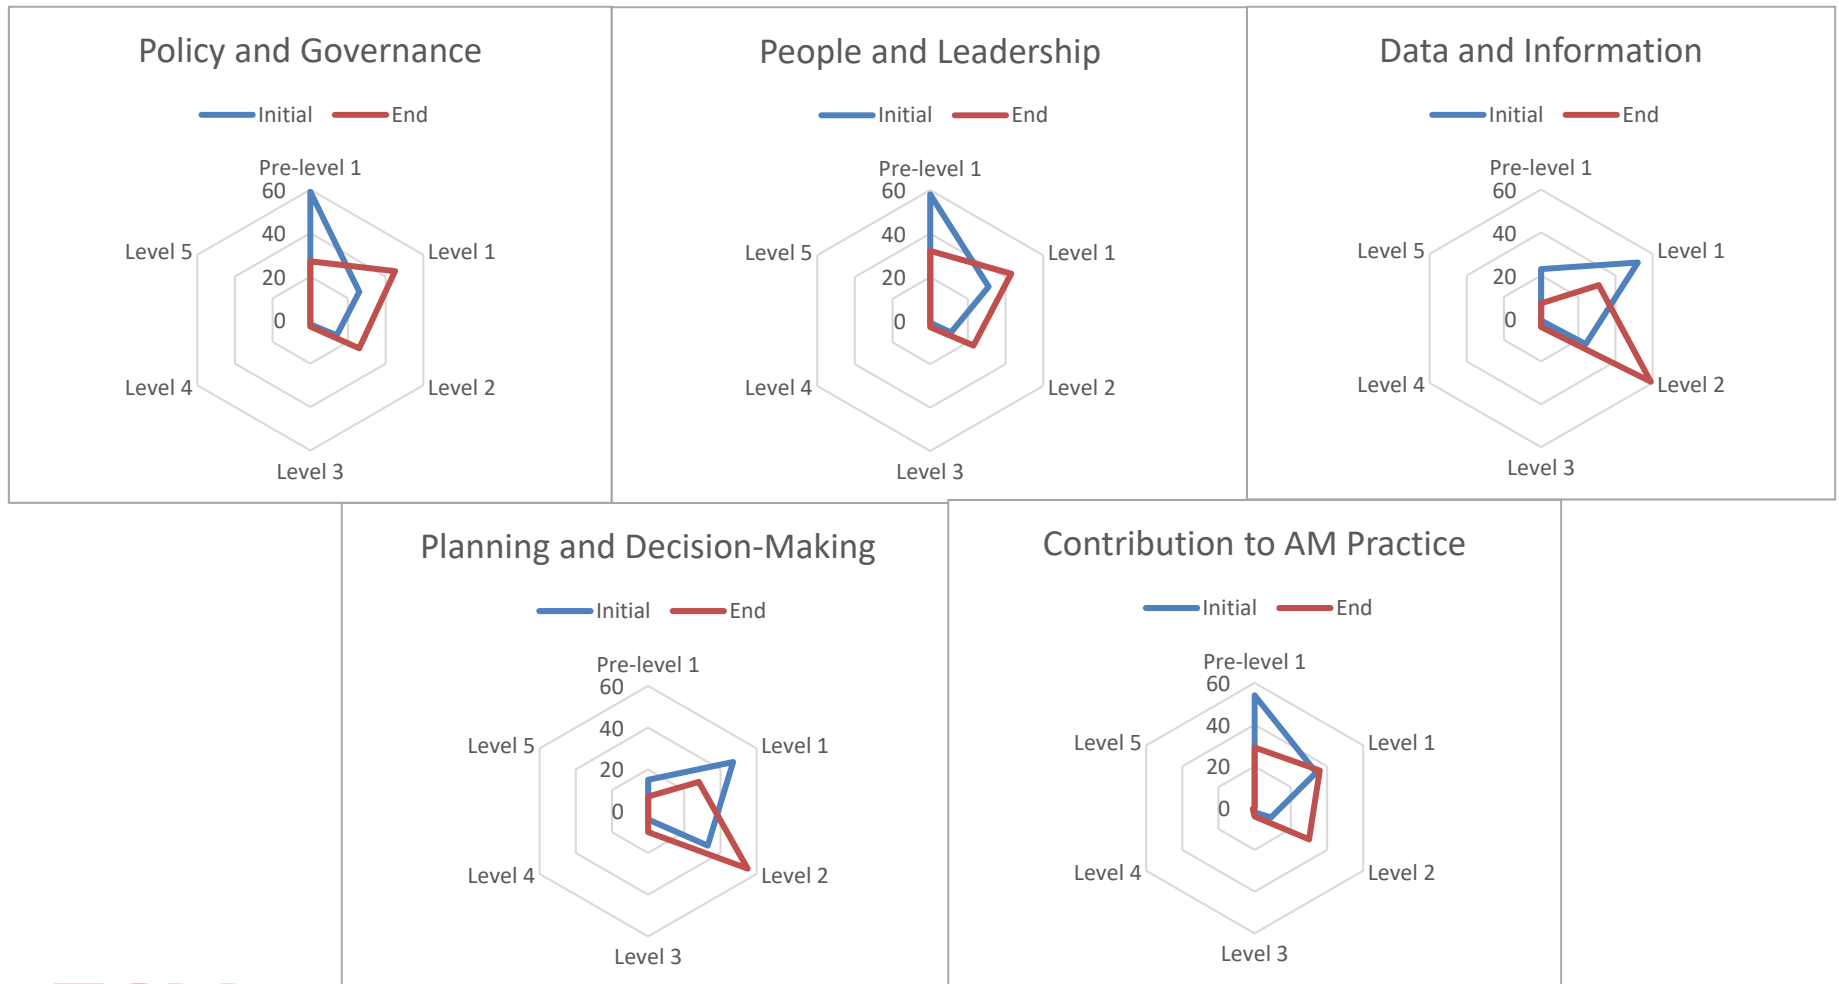 Policy and Governance
Initial End
Pre-level 1
60
40
20
0
Level 1
Level 2
Level 3
Level 4
Level 5
People and Leadership
Initial End
Pre-level 1
60
40
20
0
Level 1
Level 2
Level 3
Level 4
Level 5
Data and Information
Initial End
Pre-level 1
60
40
20
0
Level 1
Level 2
Level 3
Level 4
Level 5
Planning and Decision-Making
Initial End
Pre-level 1
60
40
20
0
Level 1
Level 2
Level 3
Level 4
Level 5
Contribution to AM Practice
Initial End
Pre-level 1
60
40
20
0
Level 1
Level 2
Level 3
Level 4
Level 5